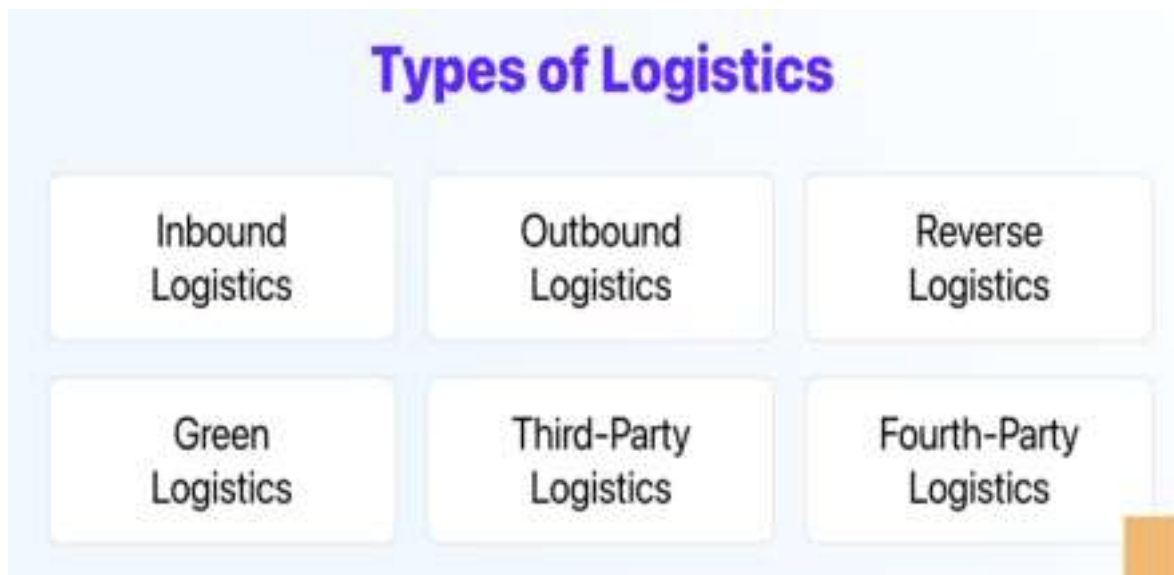 Types of Logistics
Inbound
Logistics
Outbound
Logistics
Reverse
Logistics
Green
Logistics
Third-Party
Logistics
Fourth-Party
Logistics